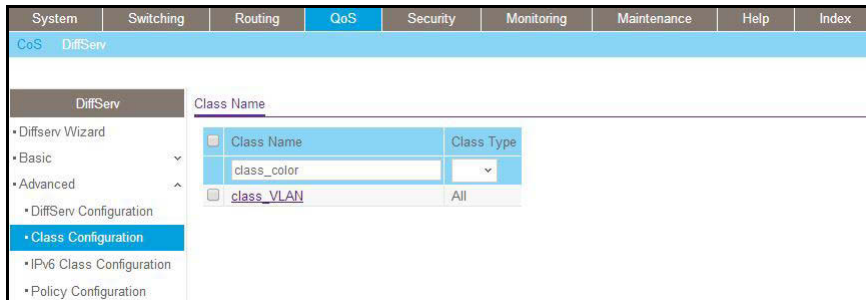 System Switching Routing QoS Security Monitoring Maintenance Help Index
CoS DiffServ
DiffServ
Class Name
Diffserv Wizard
Basic
Advanced
DiffServ Configuration
Class Configuration
IPv6 Class Configuration
Policy Configuration
Class Name Class Type
class_color
class_VLAN All